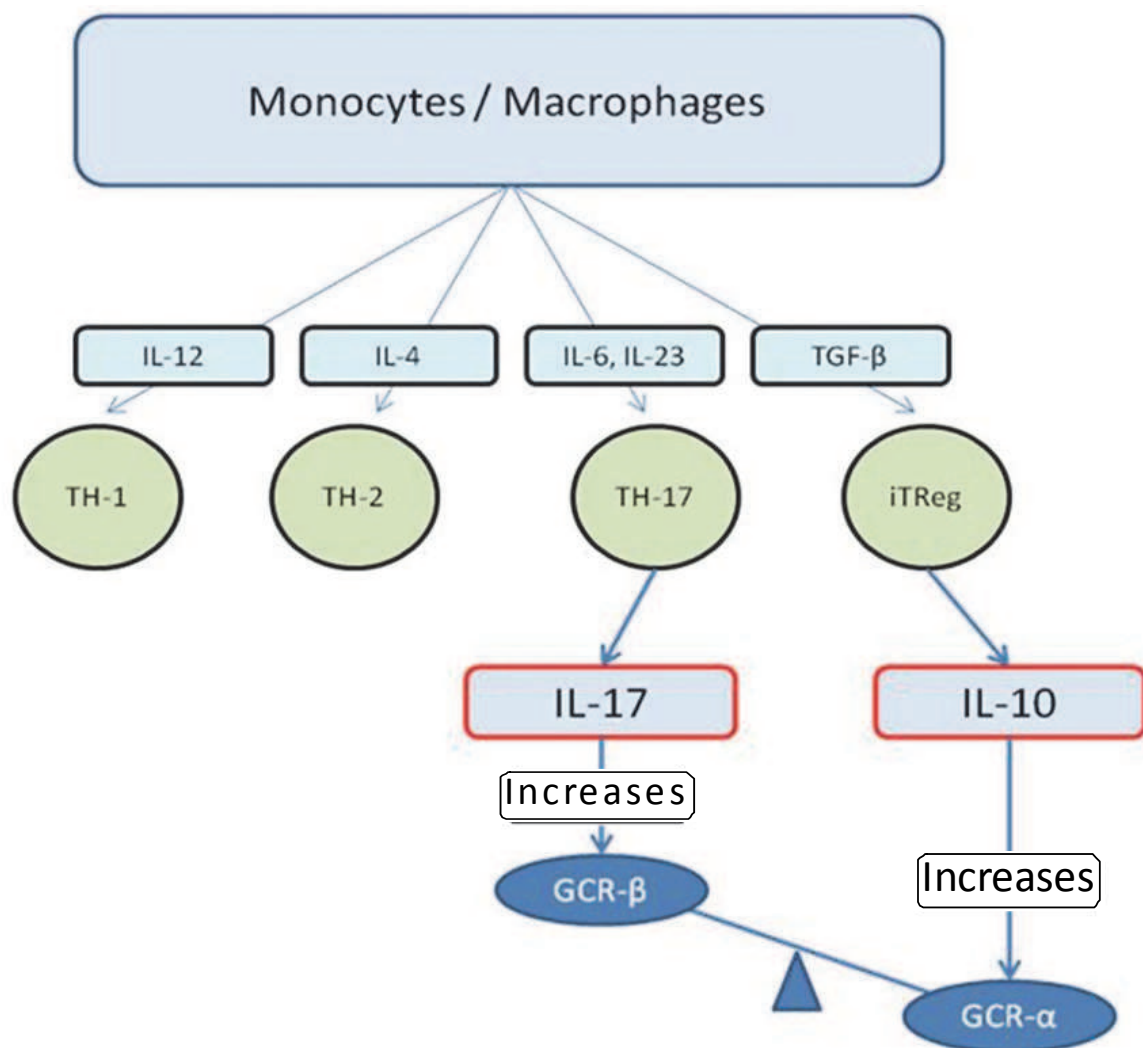 Monocytes / Macrophages
IL-12
IL-4
IL-6, IL-23
TGF-β
TH-1
TH-2
TH-17
iTReg
IL-17
IL-10
Increases
GCR-β
Increases
GCR-α